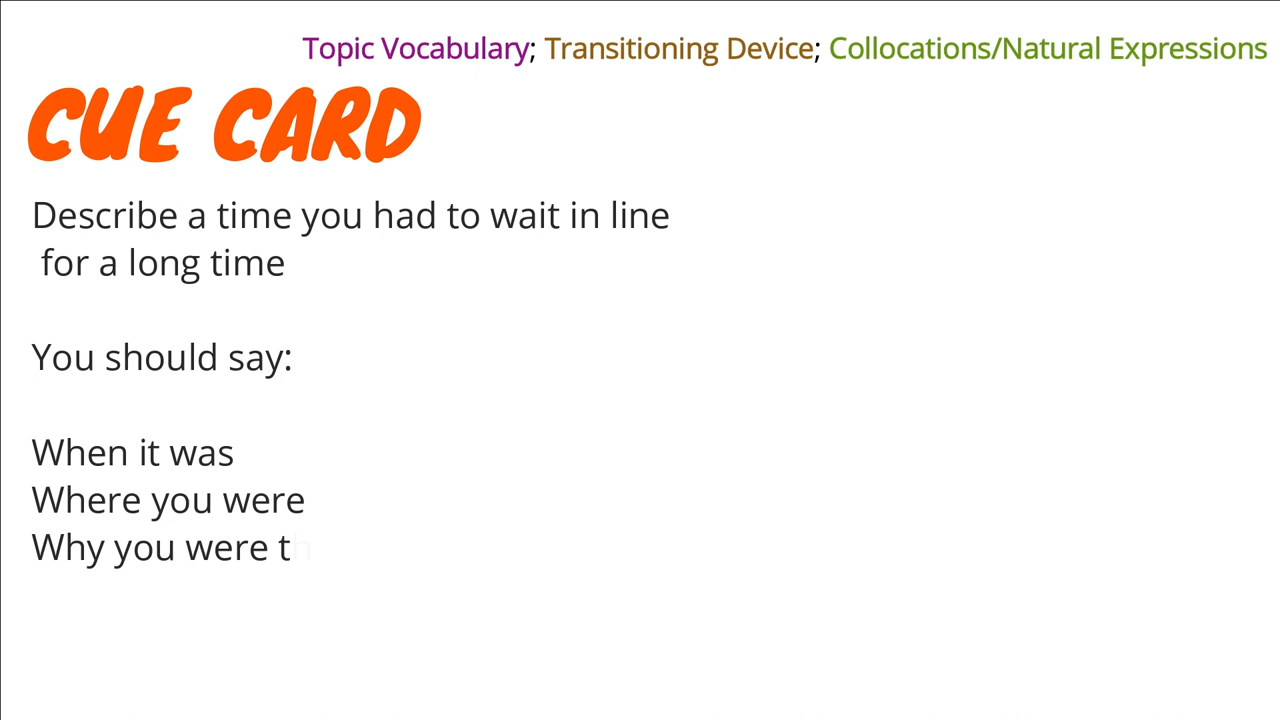 Topic Vocabulary; Transitioning Device; Collocations/Natural Expressions
CUE CARD
Describe a time you had to wait in line
for a long time
You should say:
When it was
Where you were
Why you were th